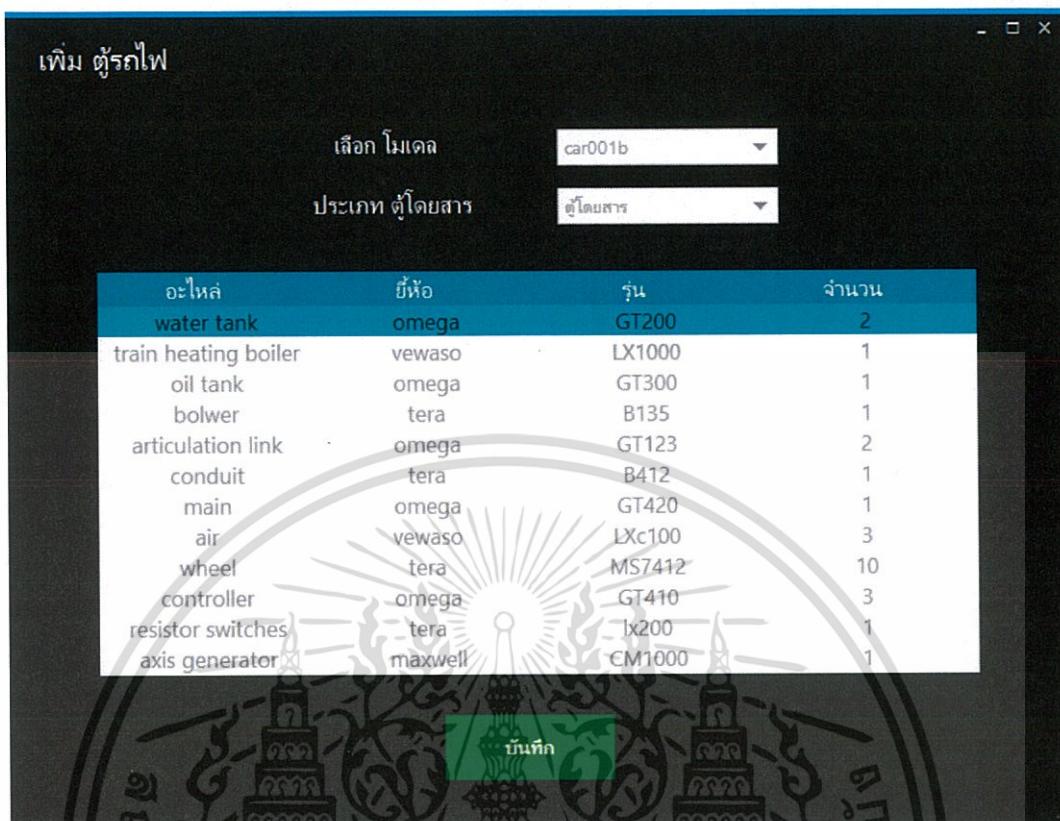 เพิ่ม ตู้รถไฟ
เลือก โมเดล car001b
ประเภท ตู้โดยสาร ตู้โดยสาร
อะไหล่ ยี่ห้อ รุ่น จำนวน
water tank omega GT200 2
train heating boiler vewaso LX1000 1
oil tank omega GT300 1
bolwer tera B135 1
articulation link omega GT123 2
conduit tera B412 1
main omega GT420 1
air vewaso LXc100 3
wheel tera MS7412 10
controller omega GT410 3
resistor switches tera lx200 1
axis generator maxwell CM1000 1
บันทึก